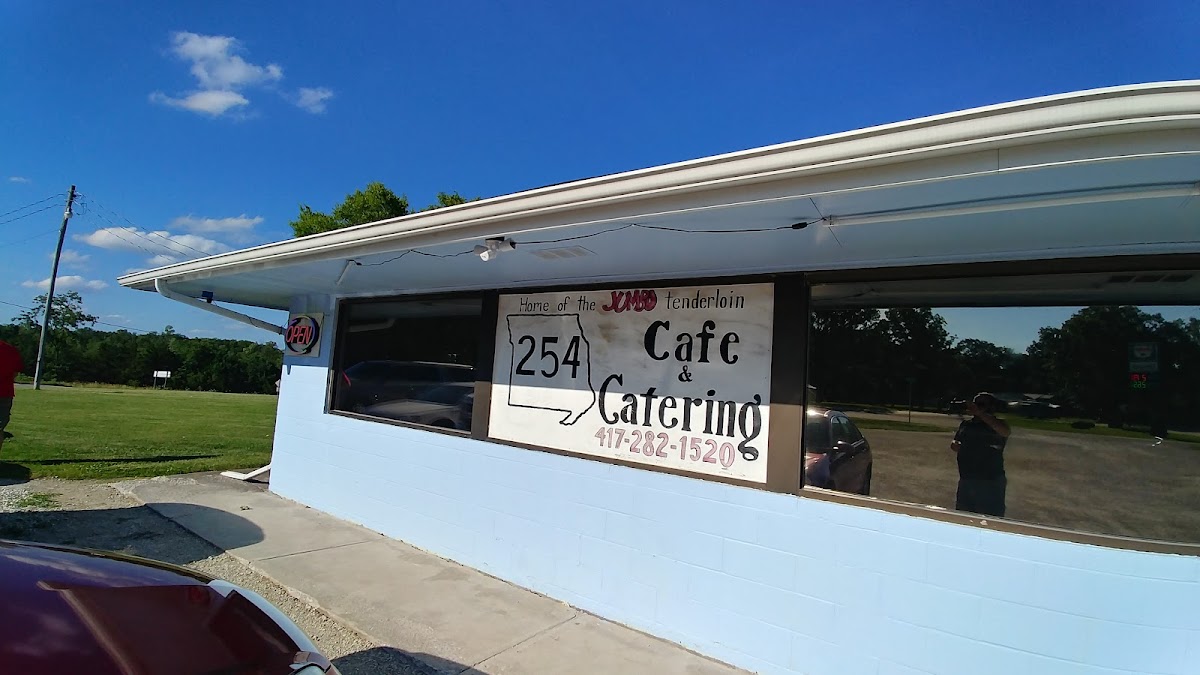 OPEN
Home of the JUMBO tenderloin
254
Cafe
&
Catering
417-282-1520